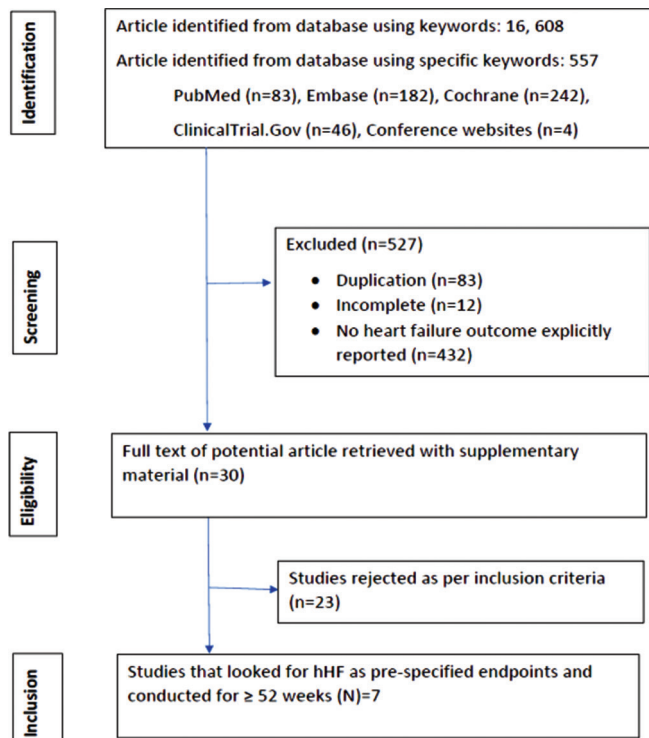 Identification
Article identified from database using keywords: 16, 608
Article identified from database using specific keywords: 557
PubMed (n=83), Embase (n=182), Cochrane (n=242),
ClinicalTrial.Gov (n=46), Conference websites (n=4)
Screening
Excluded (n=527)
• Duplication (n=83)
• Incomplete (n=12)
• No heart failure outcome explicitly
reported (n=432)
Eligibility
Full text of potential article retrieved with supplementary
material (n=30)
Studies rejected as per inclusion criteria
(n=23)
Inclusion
Studies that looked for hHF as pre-specified endpoints and
conducted for ≥ 52 weeks (N)=7